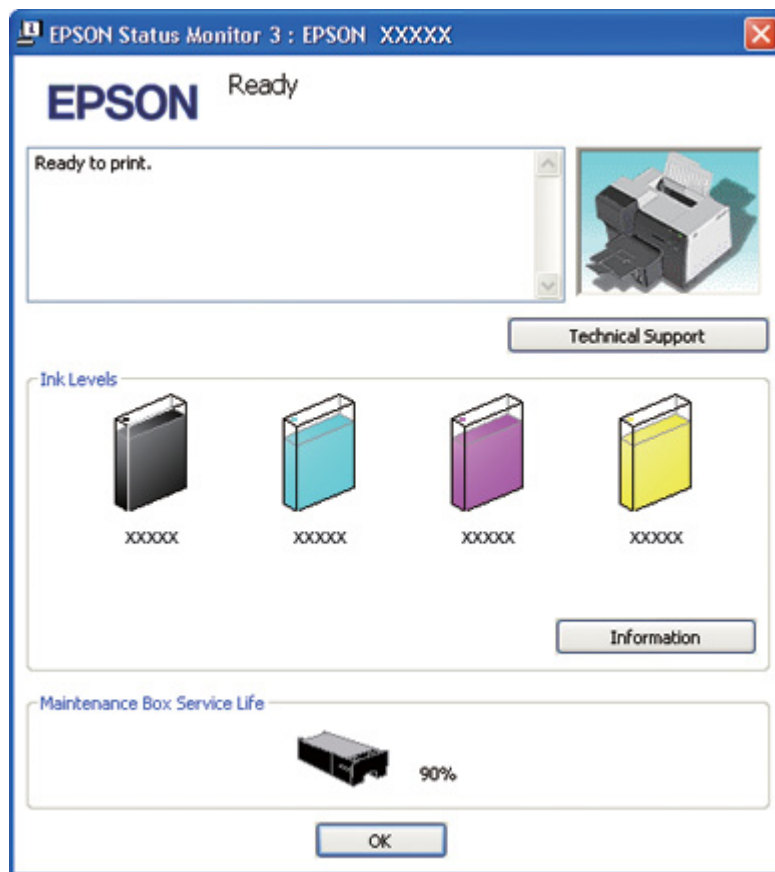 EPSON Status Monitor 3 : EPSON XXXXX
EPSON
Ready
Ready to print.
Technical Support
Ink Levels
XXXXX XXXXX XXXXX XXXXX
Information
Maintenance Box Service Life
90%
OK